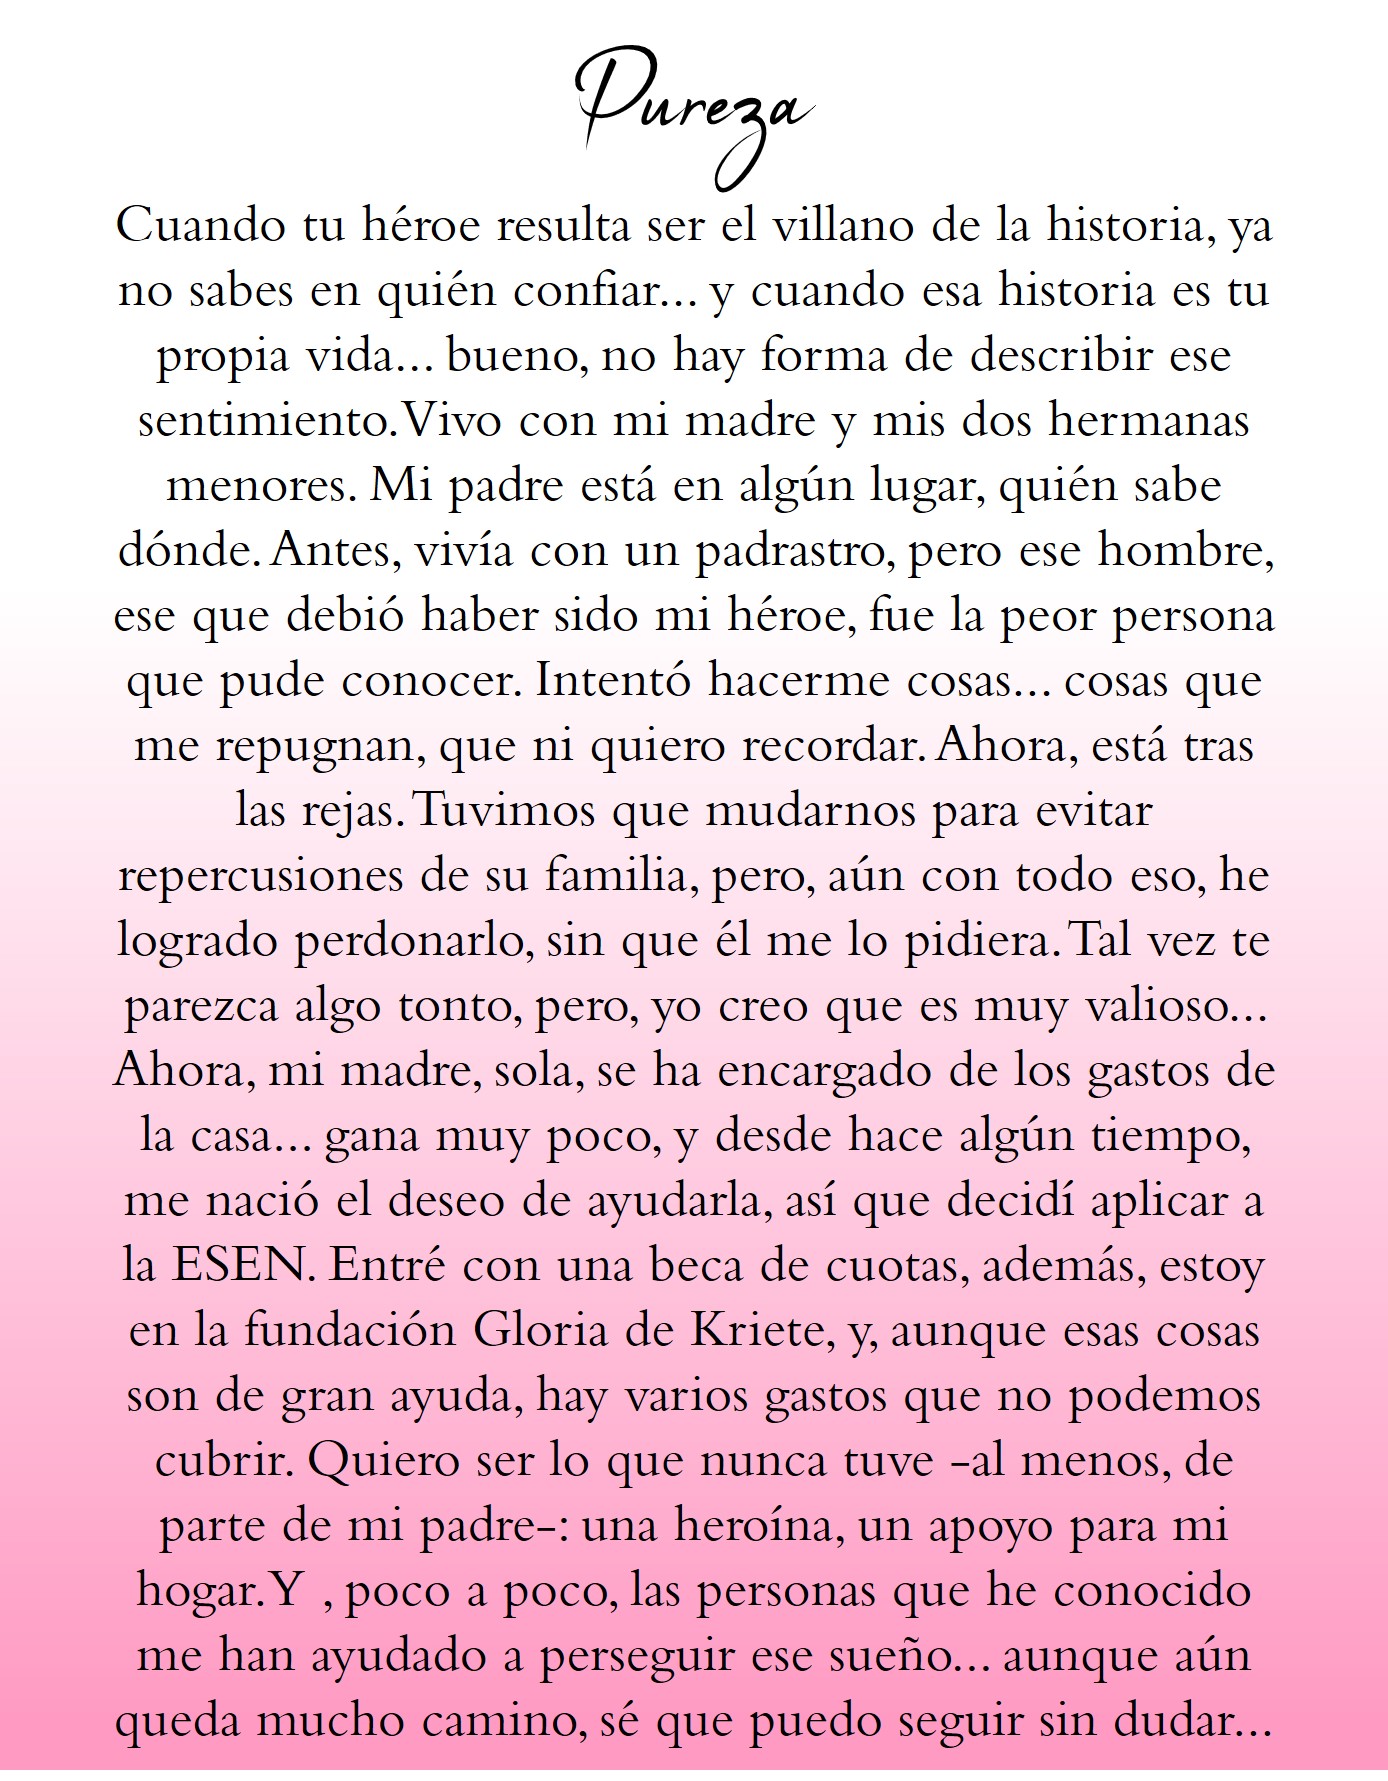 Pureza
Cuando tu héroe resulta ser el villano de la historia, ya
no sabes en quién confiar... y cuando esa historia es tu
propia vida... bueno, no hay forma de describir ese
sentimiento. Vivo con mi madre y mis dos hermanas
menores. Mi padre está en algún lugar, quién sabe
dónde. Antes, vivía con un padrastro, pero ese hombre,
ese que debió haber sido mi héroe, fue la peor persona
que pude conocer. Intentó hacerme cosas... cosas que
me repugnan, que ni quiero recordar. Ahora, está tras
las rejas. Tuvimos que mudarnos para evitar
repercusiones de su familia, pero, aún con todo eso, he
logrado perdonarlo, sin que él me lo pidiera. Tal vez te
parezca algo tonto, pero, yo creo que es muy valioso...
Ahora, mi madre, sola, se ha encargado de los gastos de
la casa... gana muy poco, y desde hace algún tiempo,
me nació el deseo de ayudarla, así que decidí aplicar a
la ESEN. Entré con una beca de cuotas, además, estoy
en la fundación Gloria de Kriete, y, aunque esas cosas
son de gran ayuda, hay varios gastos que no podemos
cubrir. Quiero ser lo que nunca tuve -al menos, de
parte de mi padre-: una heroína, un apoyo para mi
hogar. Y , poco a poco, las personas que he conocido
me han ayudado a perseguir ese sueño... aunque aún
queda mucho camino, sé que puedo seguir sin dudar...